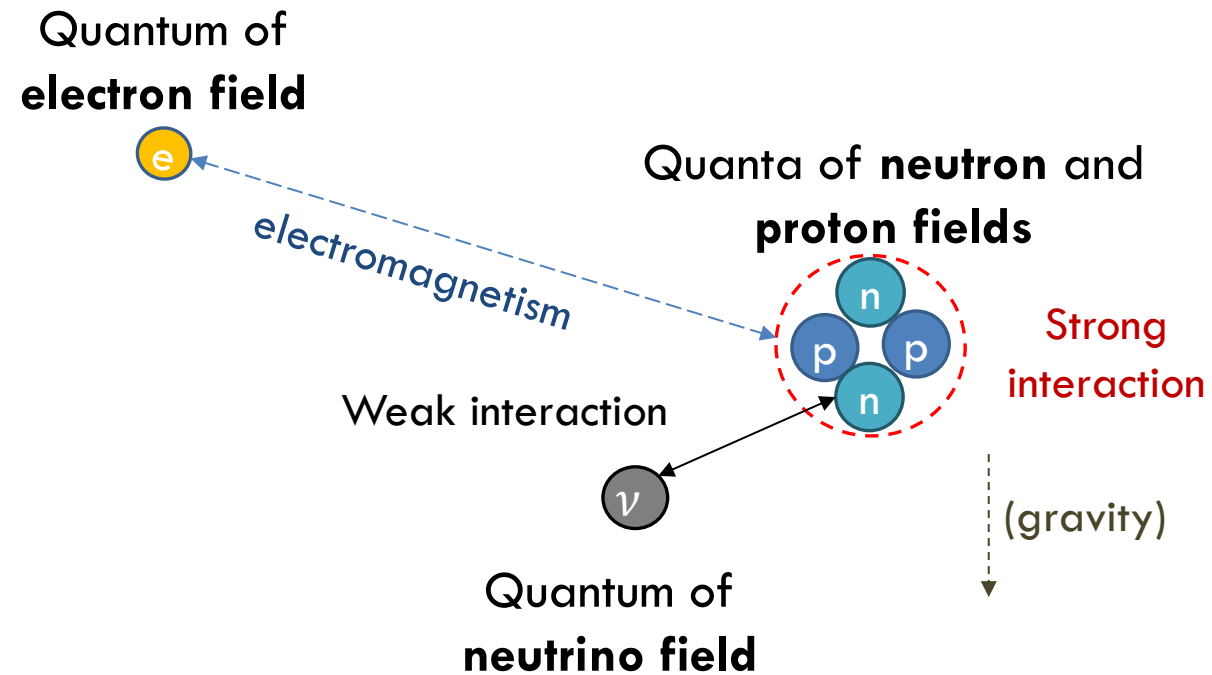 Quantum of
electron field
e
electromagnetism
Quanta of neutron and
proton fields
n
p
p
n
Strong
interaction
Weak interaction
ν
(gravity)
Quantum of
neutrino field